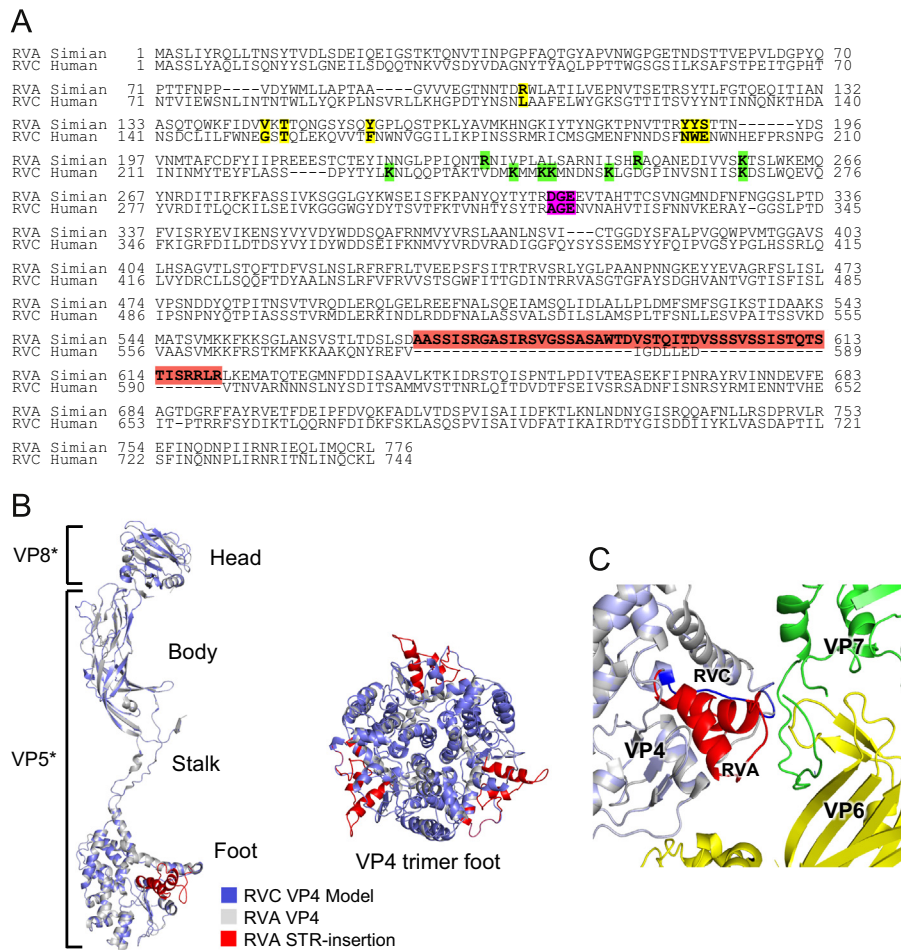 A
RVA Simian 1 MASLIYRQLLTNSYTVDLSDEIQEIGSTKTQNVTINPGPFAQTGYAPVNWGPGETNDSTTVEPVLDGPYQ 70
RVC Human 1 MASSLYAQLISQNYYSLGNEILSDQQTNKVVSDYVDAGNYTYAQLPPTTWGSGSILKSAFSTPEITGPHT 70
RVA Simian 71 PTTFNPP----VDYWMLLAPTAA----GVVVEGTNNTDRWLATILVEPNVTSETRSYTLFGTQEQITIAN 132
RVC Human 71 NTVIEWSNLINTNTWLLYQKPLNSVRLLKHGPDTYNSNLAAFELWYGKSGTTITSVYYNTINNQNKTHDA 140
RVA Simian 133 ASQTQWKFIDVVKTTQNGSYSQYGPLQSTPKLYAVMKHNGKIYTYNGKTPNVTTRYYSTTN-----YDS 196
RVC Human 141 NSDCLILFWNEGSTQLEKQVVTFNWNVGGILIKPINSSRMRICMSGMENFNNDSFNWENWNHEFPRSNPG 210
RVA Simian 197 VNMTAFCDFYIIPREEESTCTEYINNGLPPIQNTRNIVPLALSARNIISHRAQANEDIVVSKTSLWKEMQ 266
RVC Human 211 ININMYTEYFLASS----DPYTYLKNLQQPTAKTVDMKMMKKMNDSKLGDGPINVSNIISKDSLWQEVQ 276
RVA Simian 267 YNRDITIRFKFASSIVKSGGLGYKWSEISFKPANYQYTYTRDGEEVTAHTTCSVNGMNDFNFNGGSLPTD 336
RVC Human 277 YVRDITLQCKILSEIVKGGGWGYDYTSVTFKTVNHTYSYTRAGENVNAHVTISFNNVKERAY-GGSLPTD 345
RVA Simian 337 FVISRYEVIKENSYVYVDYWDDSQAFRNMVYVRSLAANLNSVI---CTGGDYSFALPVGQWPVMTGGAVS 403
RVC Human 346 FKIGRFDILDTDSYVYIDYWDDSEIFKNMVYVRDVRADIGGFQYSYSSEMSYYFQIPVGSYPGLHSSRLQ 415
RVA Simian 404 LHSAGVTLSTQFTDFVSLNSLRFRFRLTVEEPSFSITRTRVSRLYGLPAANPNNGKEYYEVAGRFSLISL 473
RVC Human 416 LVYDRCLLSQQFTDYAALNSLRFVFRVVSTSGWFTTGDINTRRVASGTGFAYSDGHVANTVGTISFISL 485
RVA Simian 474 VPSNDDYQTPITNSVTVRQDLERQLGELREEFNALSQEIAMSQLIDLALLPLDMFSMFSGIKSTIDAAKS 543
RVC Human 486 IPSNPNYQTPIASSVTVRMDLERKINDLRDDFNALASSDILSLAMSPLTFSNLLESVPAITSSVKD 555
RVA Simian 544 MATSVMKKFKKSGLANSVSTLTDSLSDAASSISRGASIRSVGSSASAWTDVSTQITDVSSSVSSISTQTS 613
RVC Human 556 VAASVMKKFRSTKMFKKAAKQNYREFV---------------------IGDLLED-------------- 589
RVA Simian 614 TISRRLRLKEMATQTEGMNFDDISAAVLKTKIDRSTQISPNTLPDIVTEASEKFIPNRAYRVINNDEVFE 683
RVC Human 590 -------VTNVARNNNSLNYSDITSAMMVSTTNRLQITDVDTFSEIVSRSADNFIPNRSYRMIENNTVHE 652
RVA Simian 684 AGTDGRFFAYRVETFDEIPFDVQKFADLVTDSPVISAIIDFKTLKNLNDNYGISRQQAFNLLRSDPRVLR 753
RVC Human 653 IT-PTRRFSYDIKTLQQRNFDIDKFSKLASQSPVISAIVDFATIKAIRDTYGISDDIIYKLVASDAPTIL 721
RVA Simian 754 EFINQDNPIIRNRIEQLIMQCRL 776
RVC Human 722 SFINQNNPLIRNRITNLINQCKL 744
B
VP8*
Head
Body
VP5*
Stalk
Foot
VP4 trimer foot
RVC VP4 Model
RVA VP4
RVA STR-insertion
C
VP7
RVC
VP4
RVA
VP6